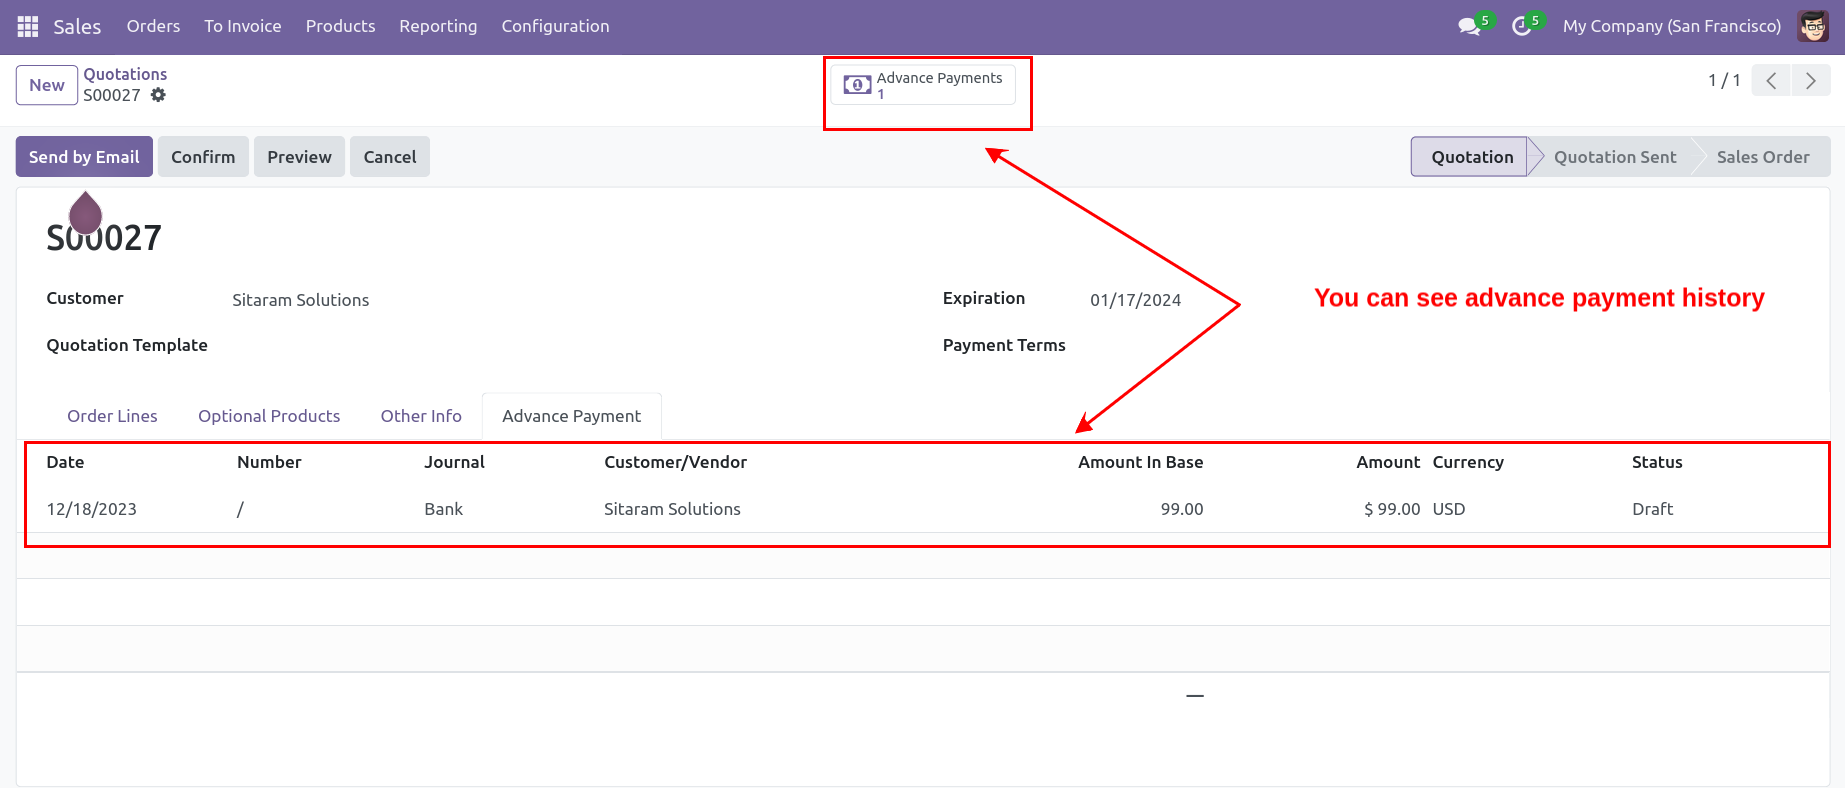 Sales Orders To Invoice Products Reporting Configuration 5 5 My Company (San Francisco)
New Quotations
S00027
Advance Payments
1
1 / 1
Send by Email Confirm Preview Cancel Quotation Quotation Sent Sales Order
S00027
Customer Sitaram Solutions Expiration 01/17/2024
You can see advance payment history
Quotation Template Payment Terms
Order Lines Optional Products Other Info Advance Payment
Date Number Journal Customer/Vendor Amount In Base Amount Currency Status
12/18/2023 / Bank Sitaram Solutions 99.00 $ 99.00 USD Draft
—